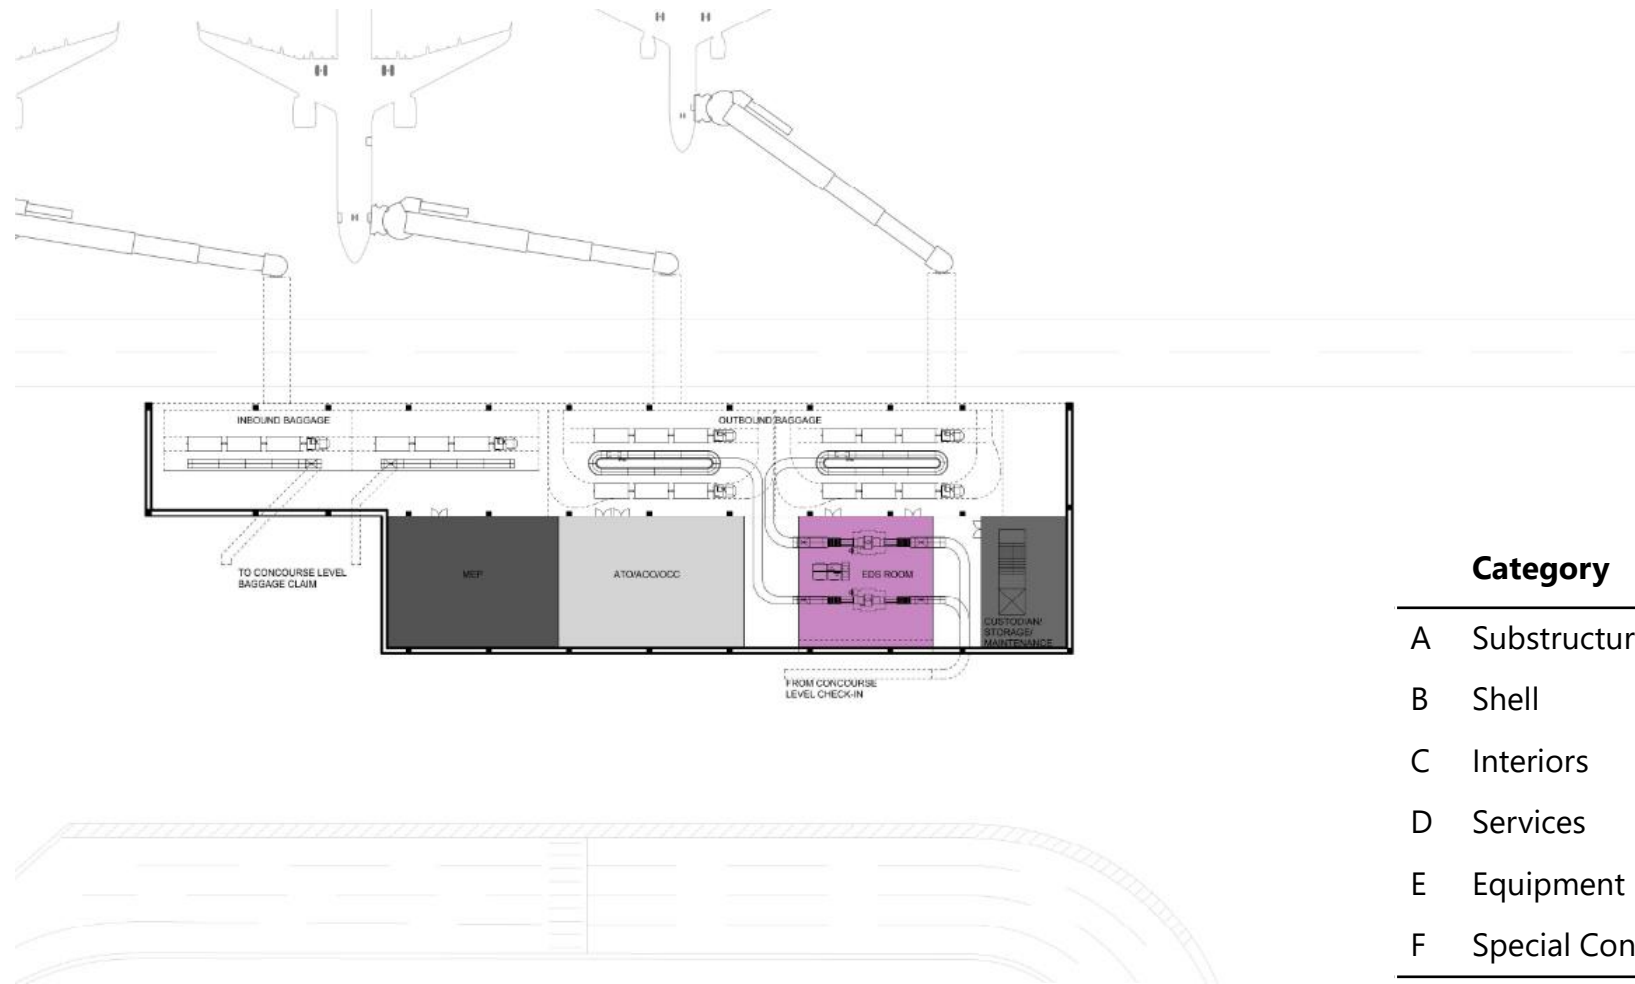 INBOUND BAGGAGE
OUTBOUND BAGGAGE
MEP
ATO/AOO/OCC
EDS ROOM
TO CONCOURSE LEVEL
BAGGAGE CLAIM
CUSTODIAN/
STORAGE/
MAINTENANCE
FROM CONCOURSE
LEVEL CHECK-IN
Category
A Substructur
B Shell
C Interiors
D Services
E Equipment
F Special Con